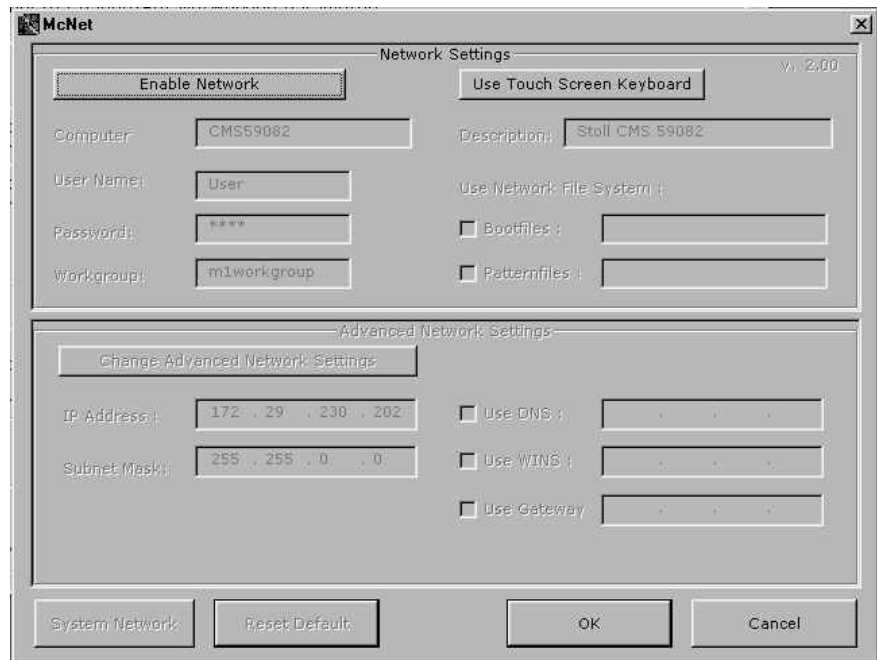 McNet
Network Settings
v. 2.00
Enable Network
Use Touch Screen Keyboard
Computer
CMS59082
Description:
Stoll CMS 59082
User Name:
User
Use Network File System :
Password:
****
Bootfiles :
Workgroup:
m1workgroup
Patternfiles :
Advanced Network Settings
Change Advanced Network Settings
IP Address :
172 . 29 . 230 . 202
Use DNS :
. . .
Subnet Mask:
255 . 255 . 0 . 0
Use WINS :
. . .
Use Gateway
. . .
System Network
Reset Default
OK
Cancel